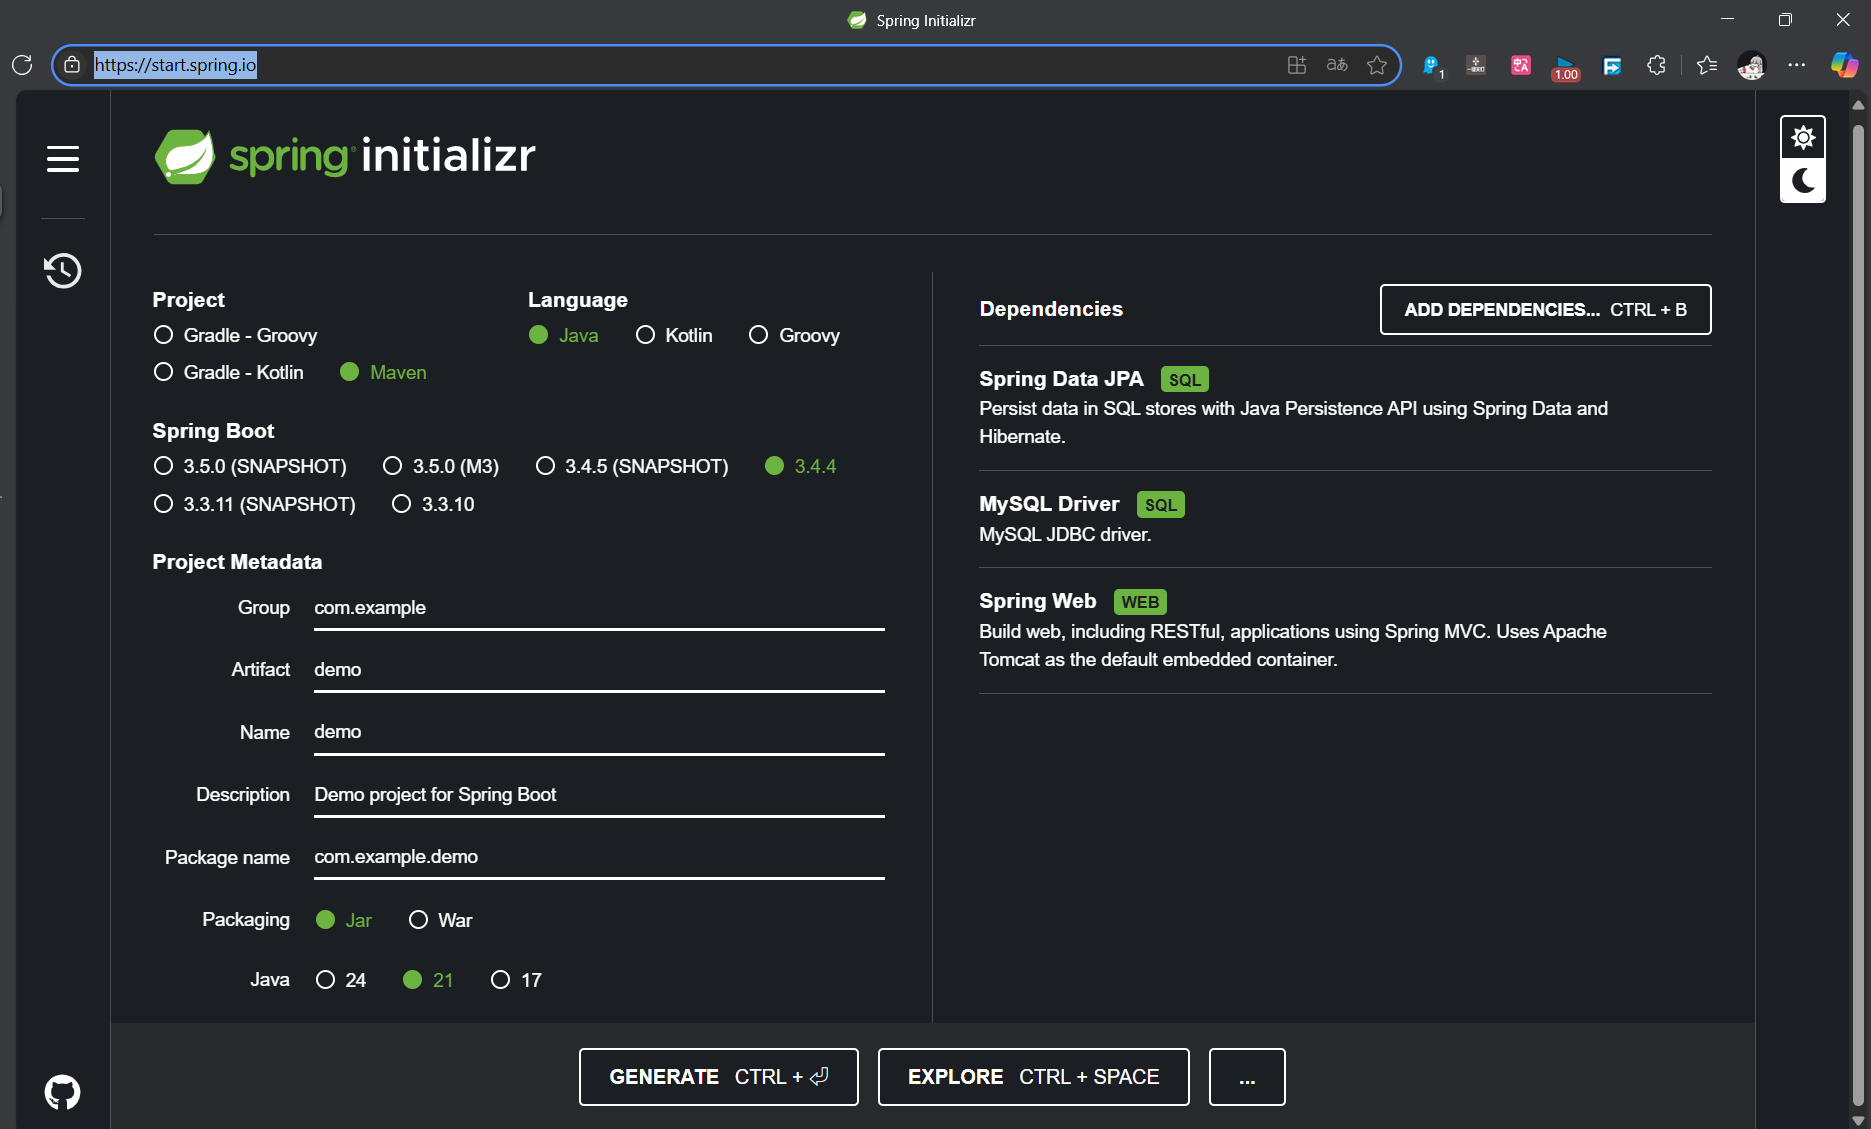 Spring Initializr
https://start.spring.io
aあ
1
1.00
spring initializr
Project
Gradle - Groovy
Gradle - Kotlin
Maven
Language
Java
Kotlin
Groovy
Spring Boot
3.5.0 (SNAPSHOT)
3.5.0 (M3)
3.4.5 (SNAPSHOT)
3.4.4
3.3.11 (SNAPSHOT)
3.3.10
Project Metadata
Group
com.example
Artifact
demo
Name
demo
Description
Demo project for Spring Boot
Package name
com.example.demo
Packaging
Jar
War
Java
24
21
17
Dependencies
ADD DEPENDENCIES... CTRL + B
Spring Data JPA SQL
Persist data in SQL stores with Java Persistence API using Spring Data and
Hibernate.
MySQL Driver SQL
MySQL JDBC driver.
Spring Web WEB
Build web, including RESTful, applications using Spring MVC. Uses Apache
Tomcat as the default embedded container.
GENERATE CTRL + ⏎
EXPLORE CTRL + SPACE
...